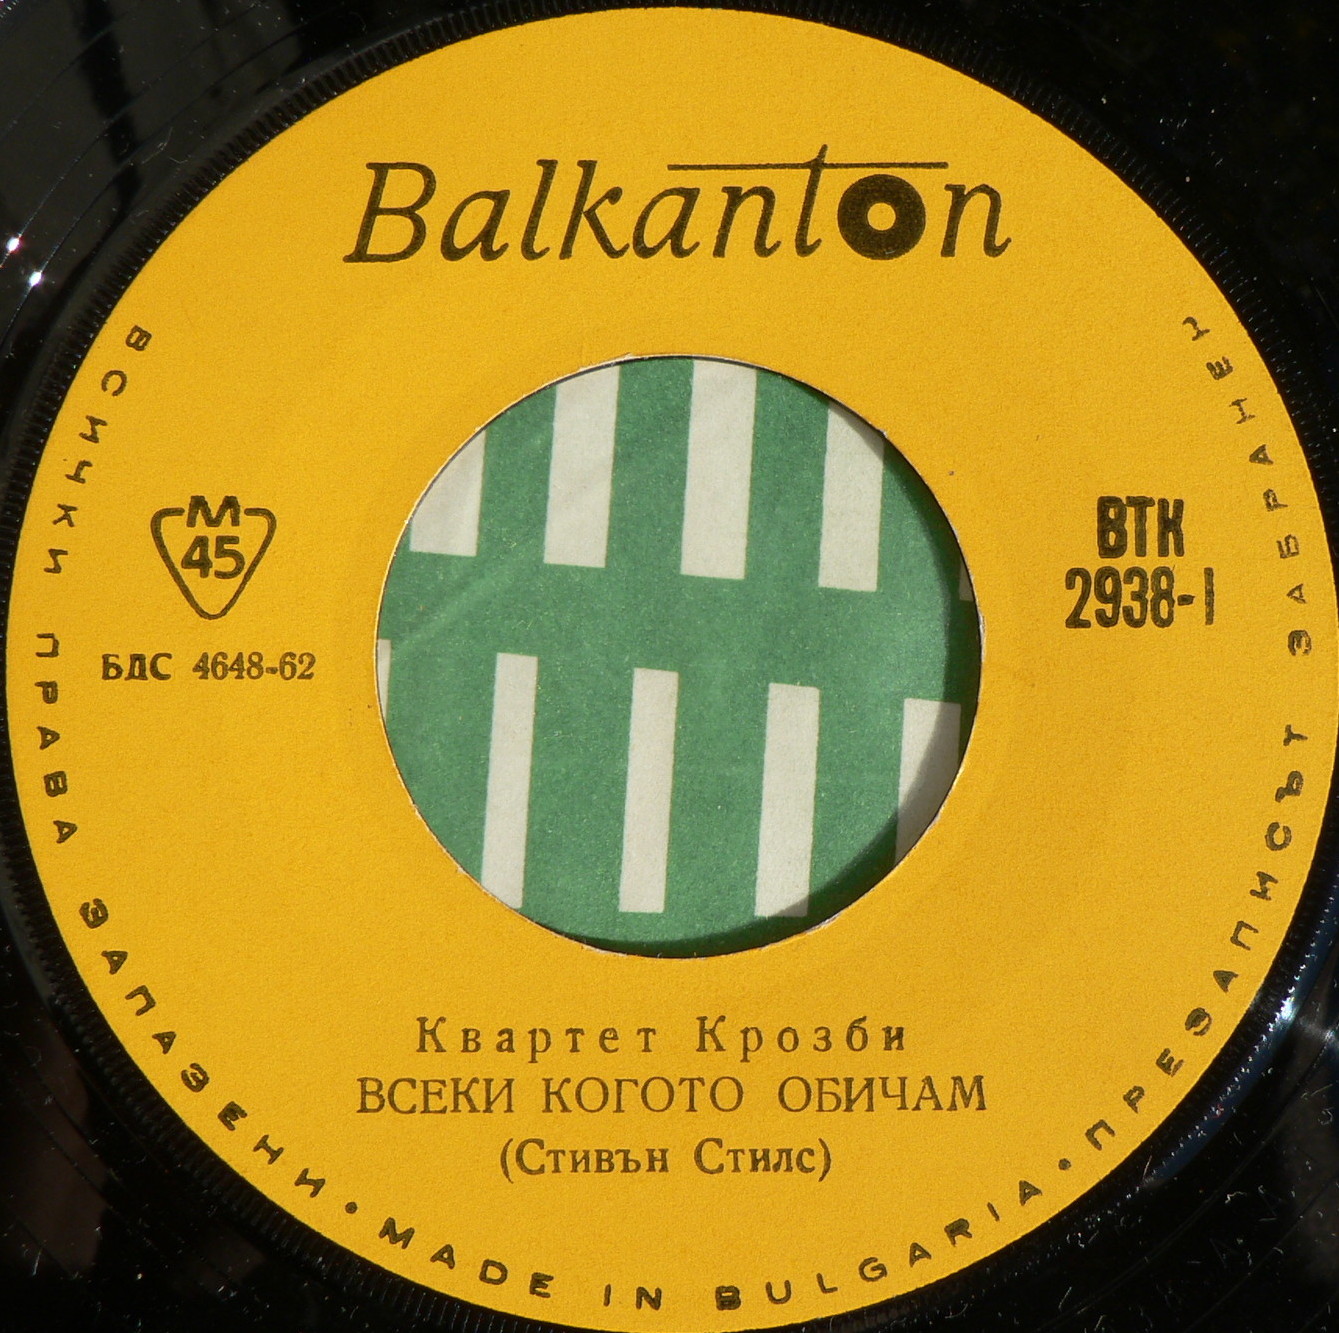 Balkanton
М
45
БДС 4648-62
ВТК
2938-1
Квартет Крозби
ВСЕКИ КОГОТО ОБИЧАМ
(Стивън Стилс)
ВСИЧКИ ПРАВА ЗАПАЗЕНИ • MADE IN BULGARIA • ПРЕЗАПИСЪТ ЗАБРАНЕН